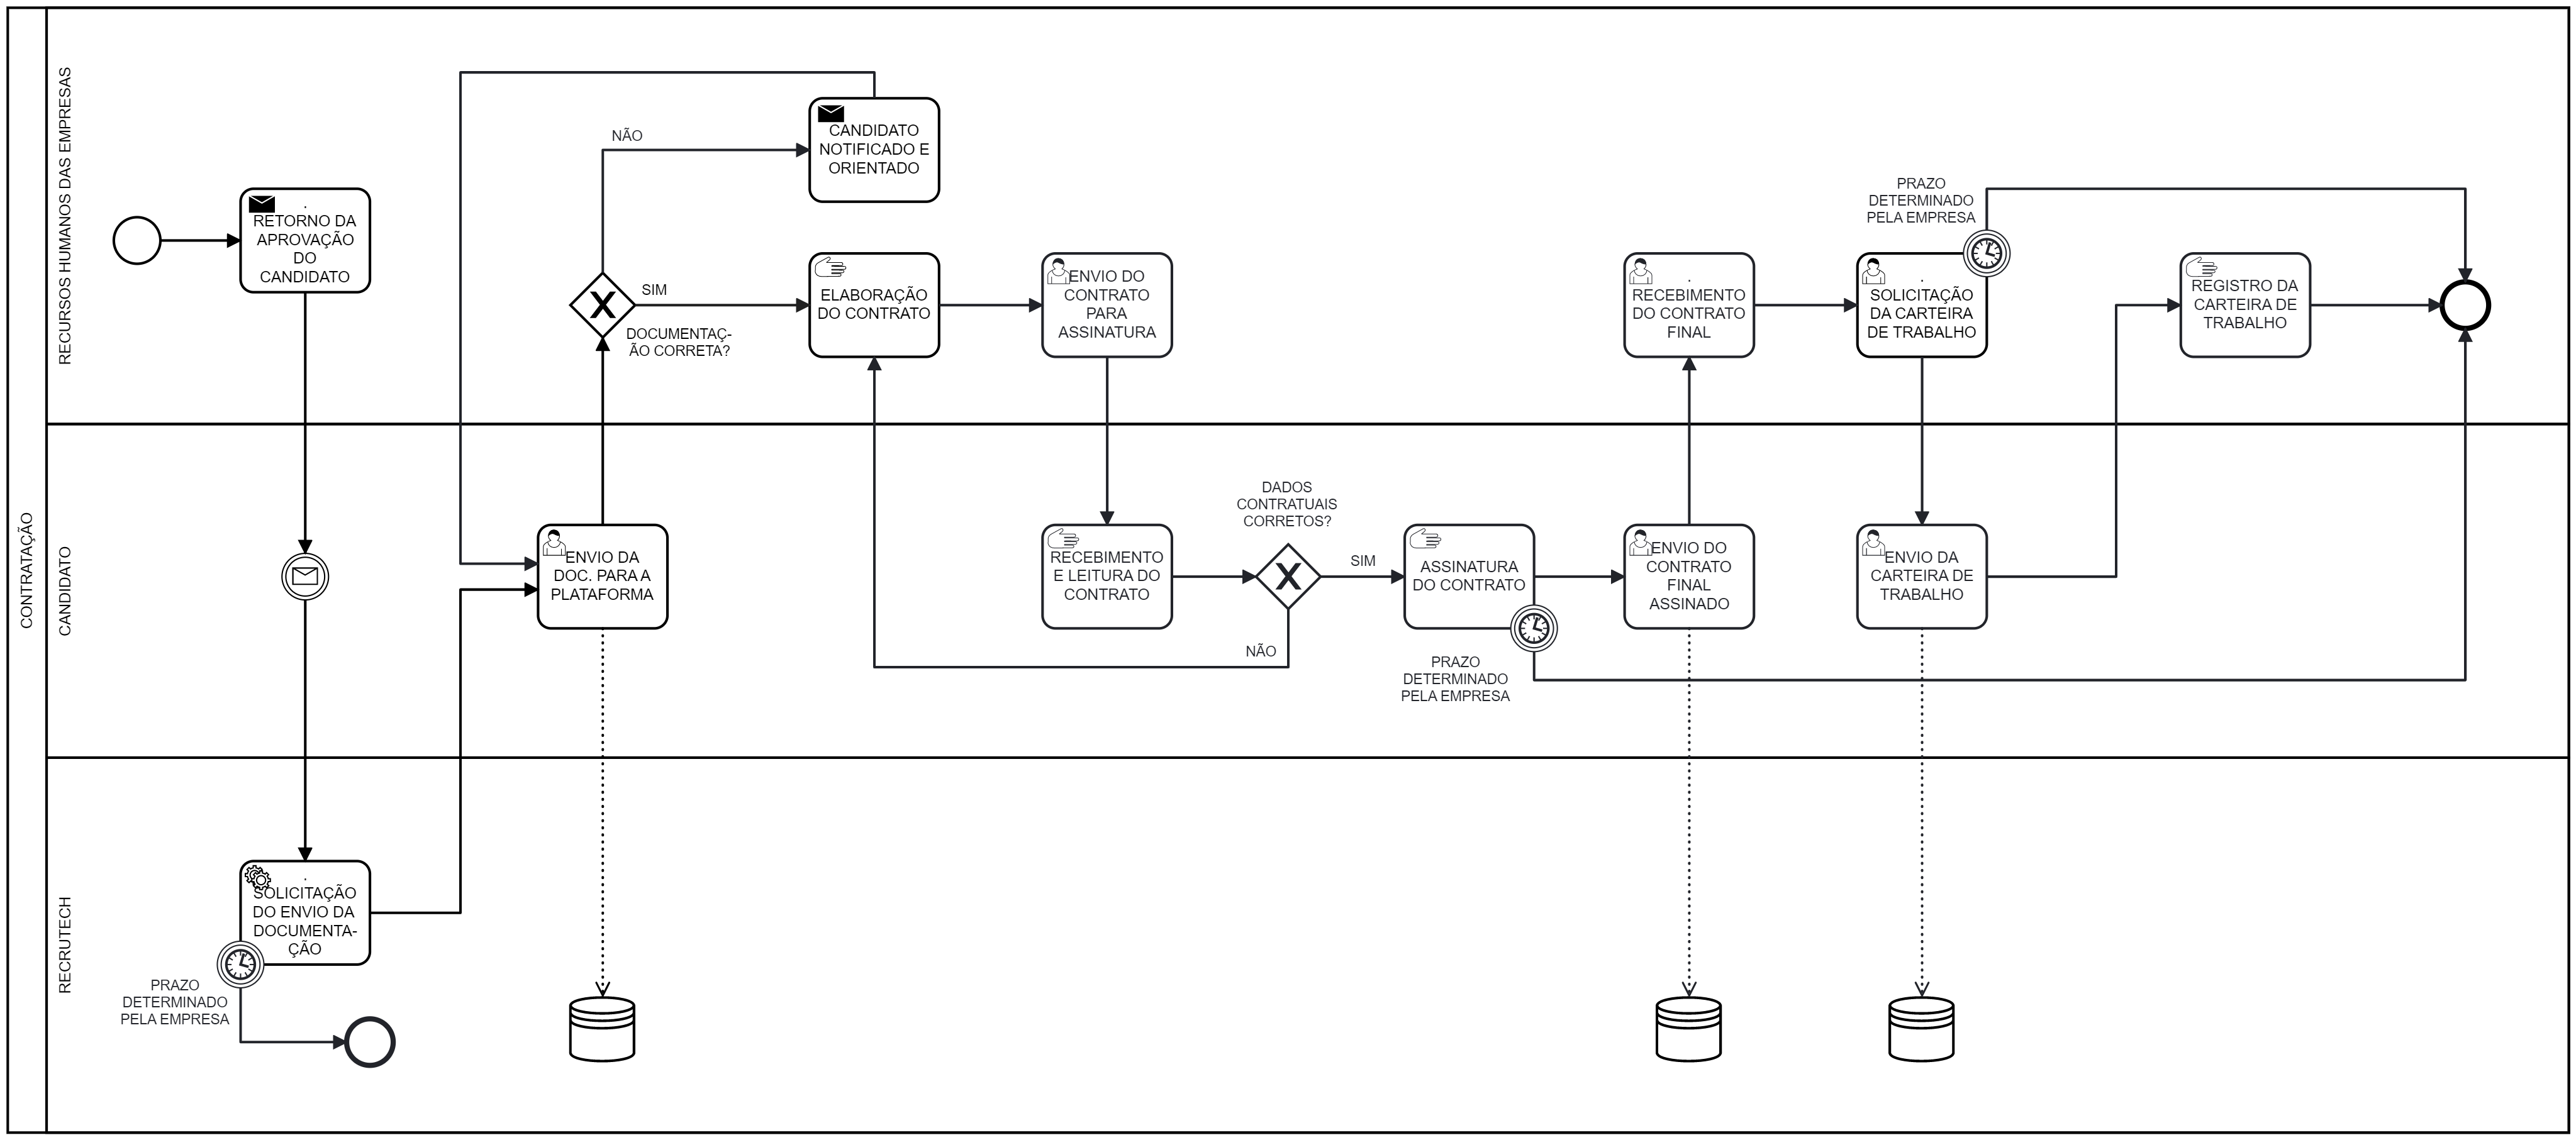 CONTRATAÇÃO
RECURSOS HUMANOS DAS EMPRESAS
.
RETORNO DA
APROVAÇÃO
DO
CANDIDATO
NÃO
CANDIDATO
NOTIFICADO E
ORIENTADO
SIM
DOCUMENTAÇ-
ÃO CORRETA?
ELABORAÇÃO
DO CONTRATO
ENVIO DO
CONTRATO
PARA
ASSINATURA
.
RECEBIMENTO
DO CONTRATO
FINAL
PRAZO
DETERMINADO
PELA EMPRESA
.
SOLICITAÇÃO
DA CARTEIRA
DE TRABALHO
REGISTRO DA
CARTEIRA DE
TRABALHO
CANDIDATO
ENVIO DA
DOC. PARA A
PLATAFORMA
RECEBIMENTO
E LEITURA DO
CONTRATO
DADOS
CONTRATUAIS
CORRETOS?
SIM
NÃO
ASSINATURA
DO CONTRATO
PRAZO
DETERMINADO
PELA EMPRESA
ENVIO DO
CONTRATO
FINAL
ASSINADO
ENVIO DA
CARTEIRA DE
TRABALHO
RECRUTECH
.
SOLICITAÇÃO
DO ENVIO DA
DOCUMENTA-
ÇÃO
PRAZO
DETERMINADO
PELA EMPRESA